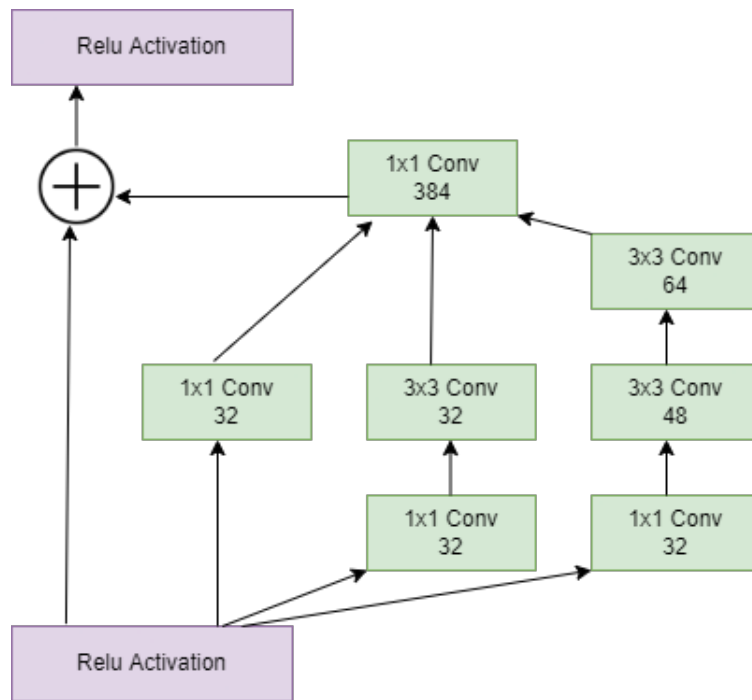 Relu Activation
1x1 Conv
384
3x3 Conv
64
1x1 Conv
32
3x3 Conv
32
3x3 Conv
48
1x1 Conv
32
1x1 Conv
32
Relu Activation